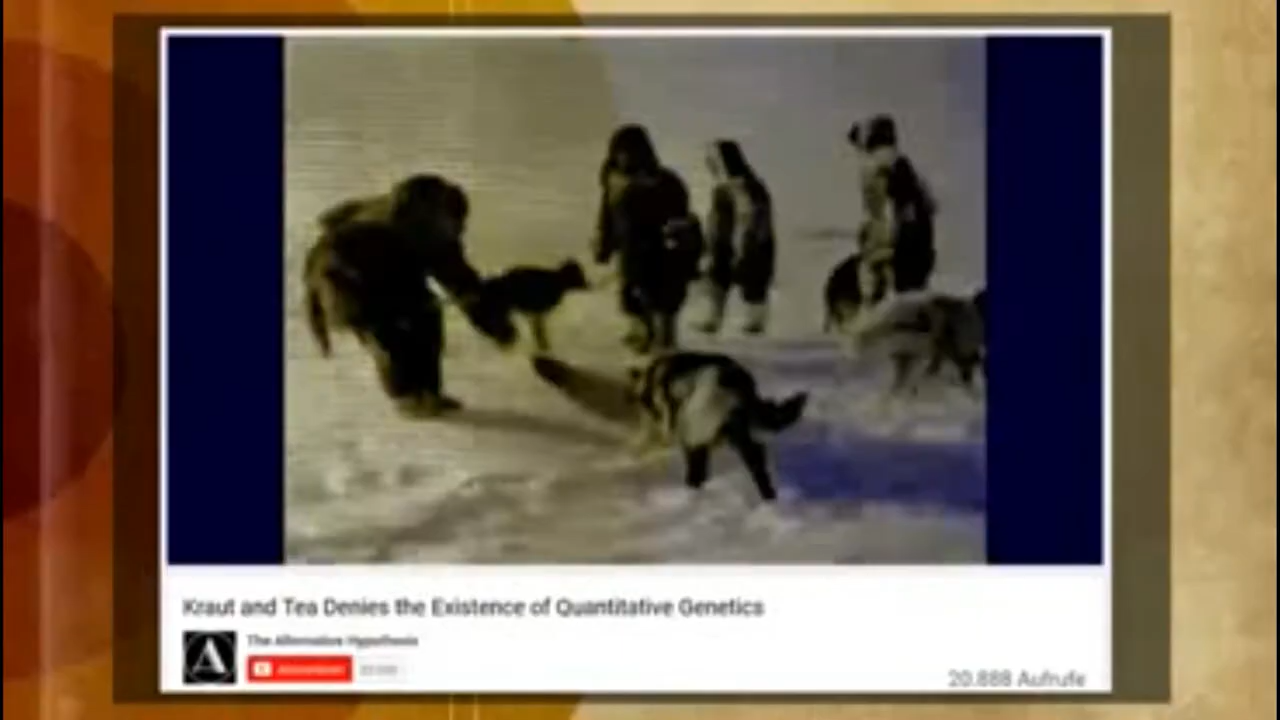 Kraut and Tea Denies the Existence of Quantitative Genetics
A
The Alternative Hypothesis
20.888 Aufrufe